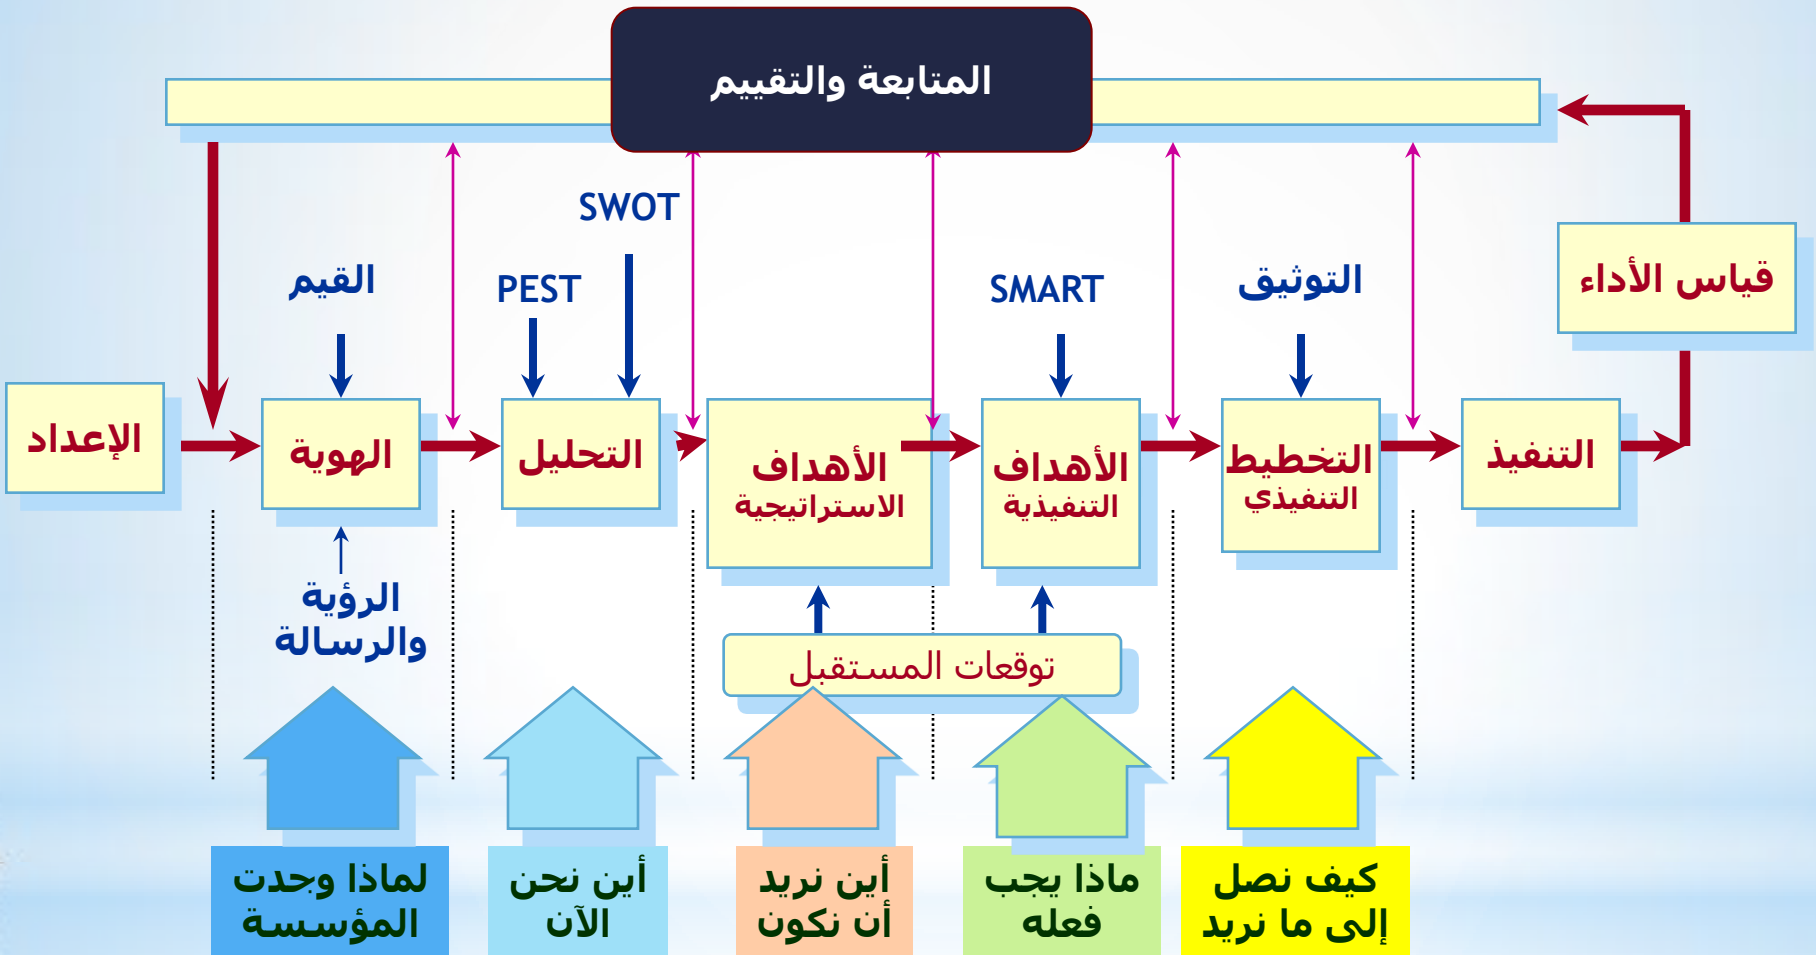 المتابعة والتقييم
SWOT
القيم
PEST
SMART
التوثيق
قياس الأداء
الإعداد
الهوية
التحليل
الأهداف
الاستراتيجية
الأهداف
التنفيذية
التخطيط
التنفيذي
التنفيذ
الرؤية
والرسالة
توقعات المستقبل
لماذا وجدت
المؤسسة
أين نحن
الآن
أين نريد
أن نكون
ماذا يجب
فعله
كيف نصل
إلى ما نريد